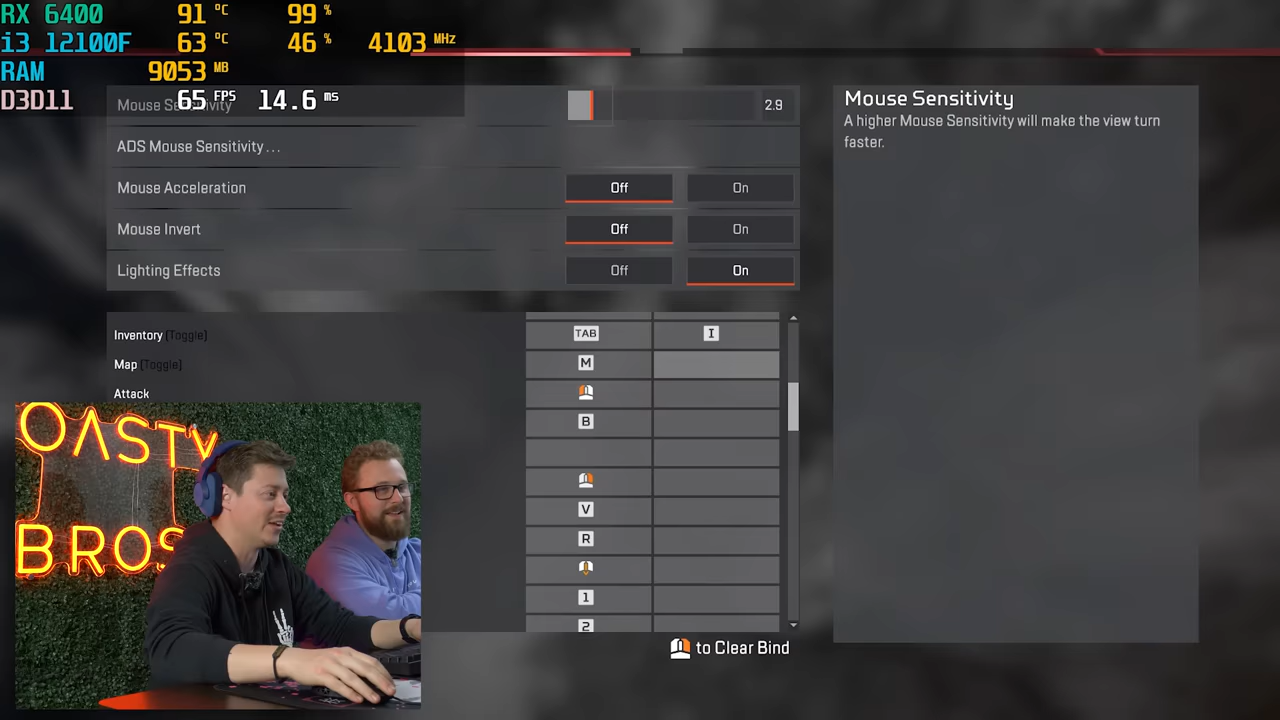 RX 6400 91 °C 99 %
i3 12100F 63 °C 46 % 4103 MHz
RAM 9053 MB
D3D11 65 FPS 14.6 ms
Mouse Sensitivity 2.9
ADS Mouse Sensitivity...
Mouse Acceleration Off On
Mouse Invert Off On
Lighting Effects Off On
Mouse Sensitivity
A higher Mouse Sensitivity will make the view turn
faster.
Inventory [Toggle] TAB I
Map [Toggle] M
Attack
B
V
R
1
2
to Clear Bind
OASTY
BROS